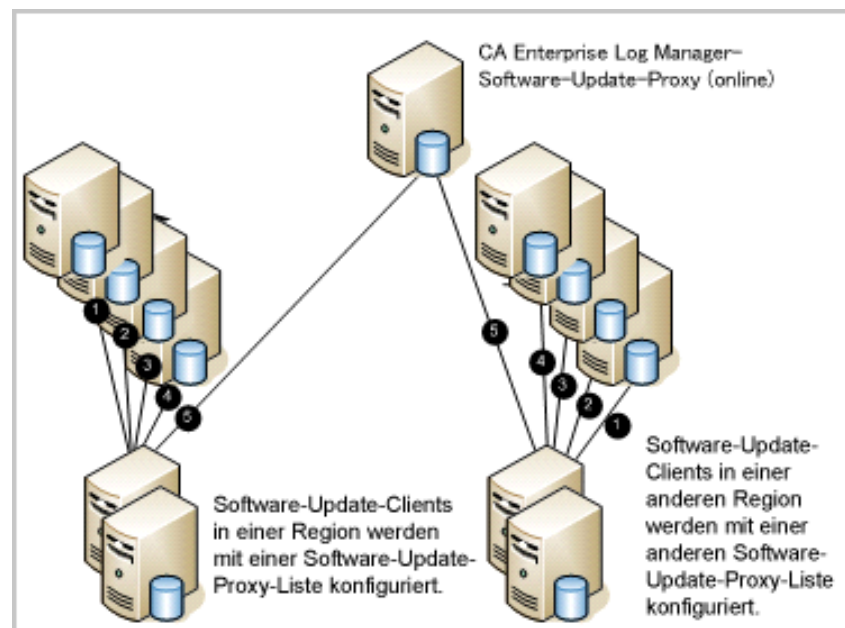 CA Enterprise Log Manager-
Software-Update-Proxy (online)
1
2
3
4
5
5
4
3
2
1
Software-Update-Clients
in einer Region werden
mit einer Software-Update-
Proxy-Liste konfiguriert.
Software-Update-
Clients in einer
anderen Region
werden mit einer
anderen Software-
Update-Proxy-Liste
konfiguriert.